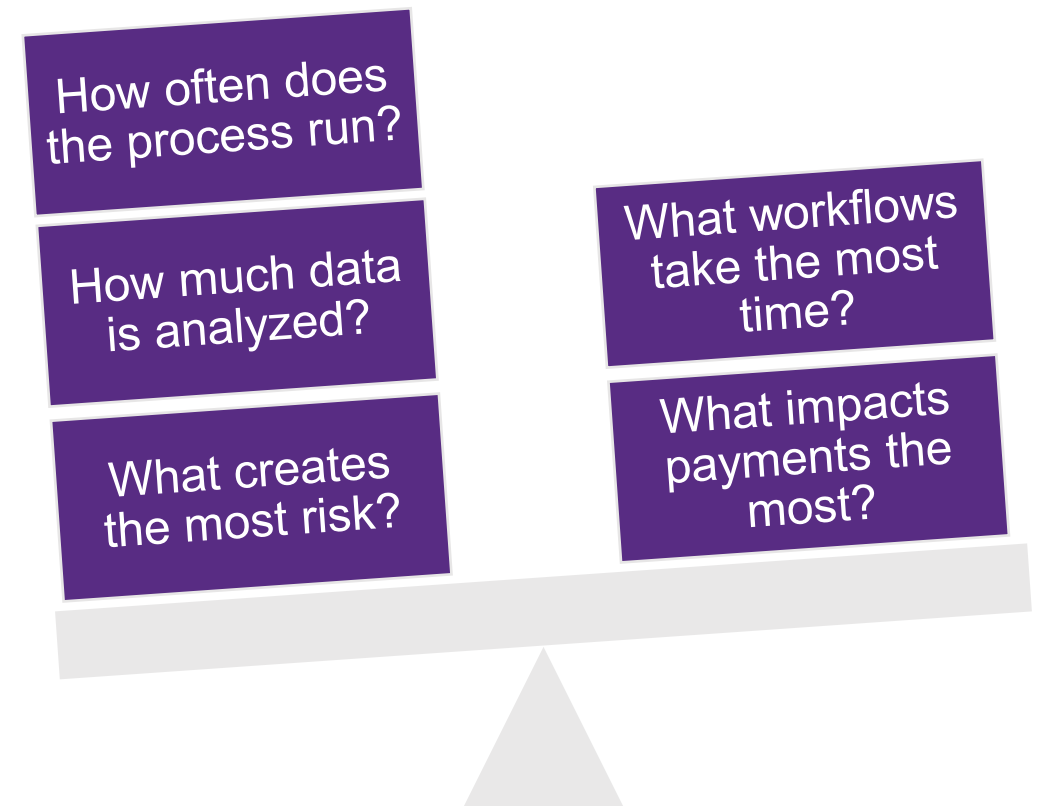 How often does
the process run?
How much data
is analyzed?
What creates
the most risk?
What workflows
take the most
time?
What impacts
payments the
most?